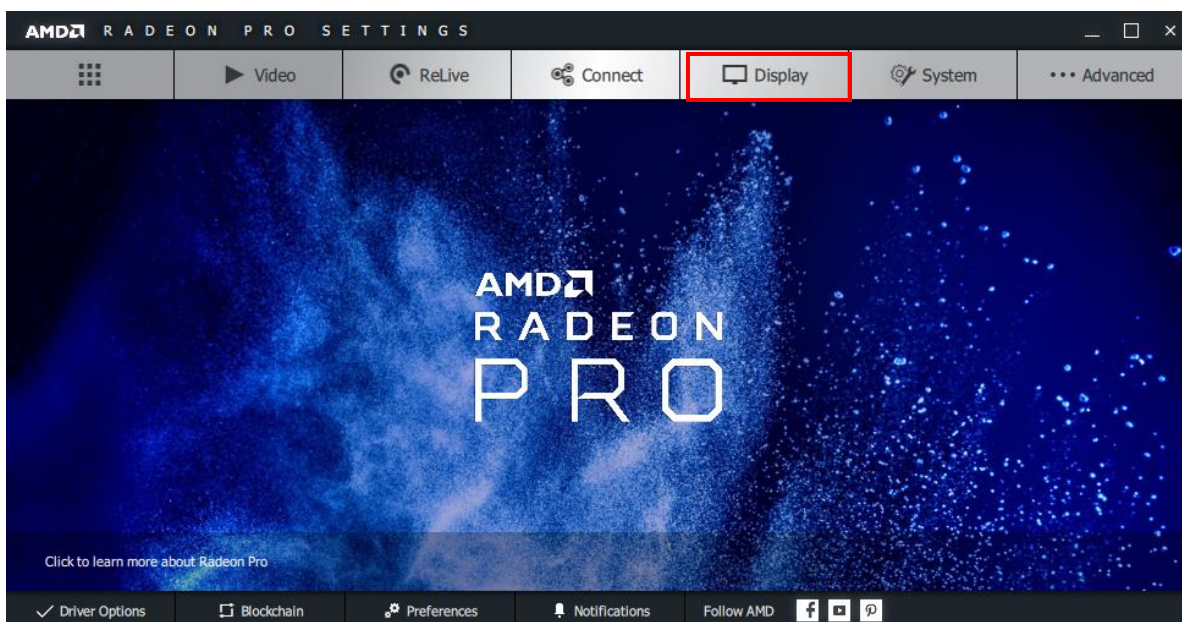 AMD RADEON PRO SETTINGS
Video ReLive Connect Display System Advanced
AMD
RADEON
PRO
Click to learn more about Radeon Pro
Driver Options Blockchain Preferences Notifications Follow AMD